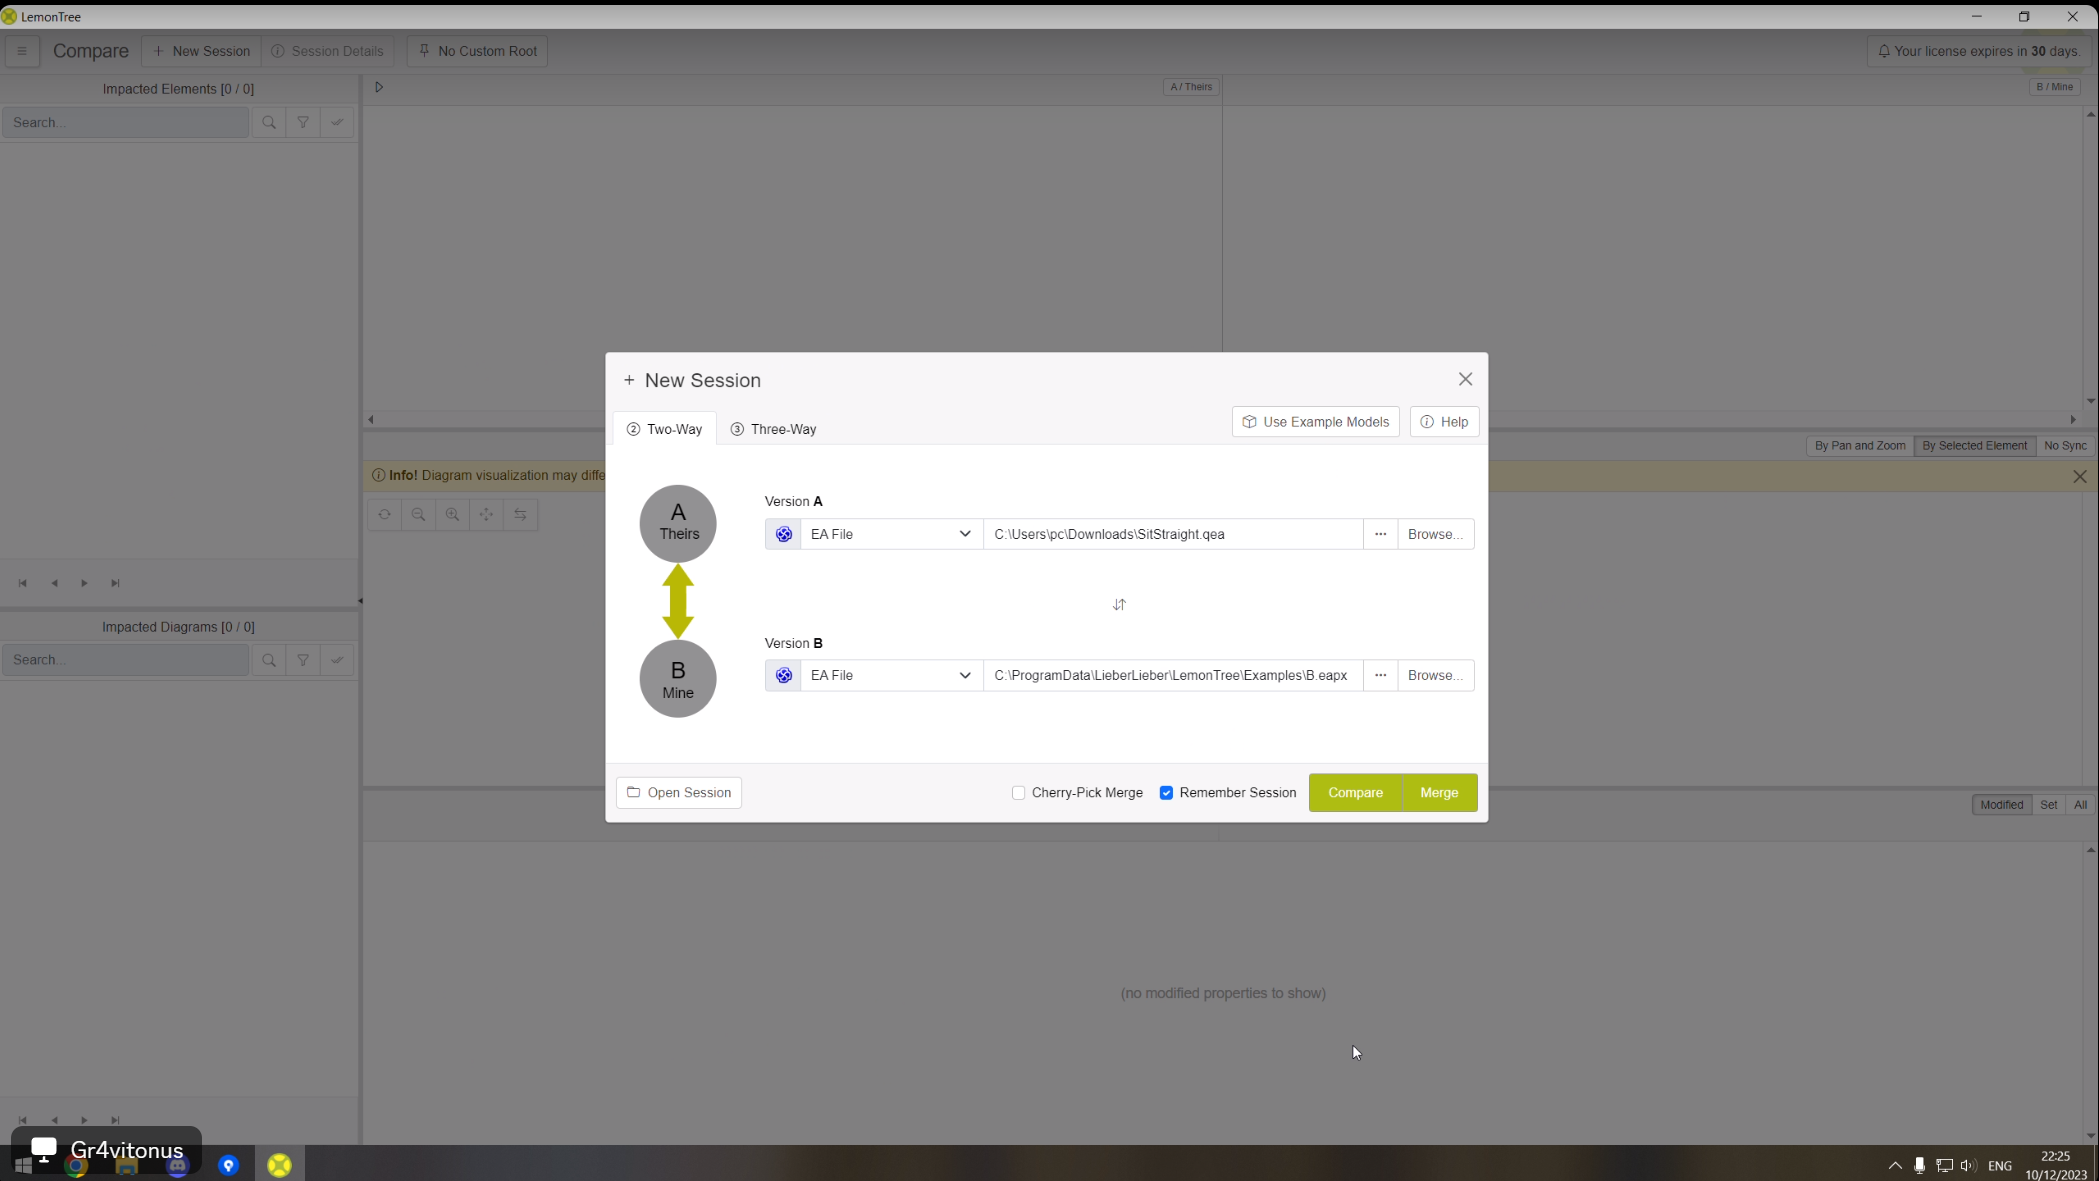 LemonTree
Compare
New Session
Session Details
No Custom Root
Your license expires in 30 days.
Impacted Elements [0 / 0]
A / Theirs
B / Mine
Search...
New Session
Two-Way
Three-Way
Use Example Models
Help
By Pan and Zoom
By Selected Element
No Sync
Info! Diagram visualization may diffe
Version A
A
Theirs
EA File
C:\Users\pc\Downloads\SitStraight.qea
...
Browse...
Impacted Diagrams [0 / 0]
Version B
Search...
B
Mine
EA File
C:\ProgramData\LieberLieber\LemonTree\Examples\B.eapx
...
Browse...
Open Session
Cherry-Pick Merge
Remember Session
Compare
Merge
Modified
Set
All
(no modified properties to show)
Gr4vitonus
ENG
22:25
10/12/2023